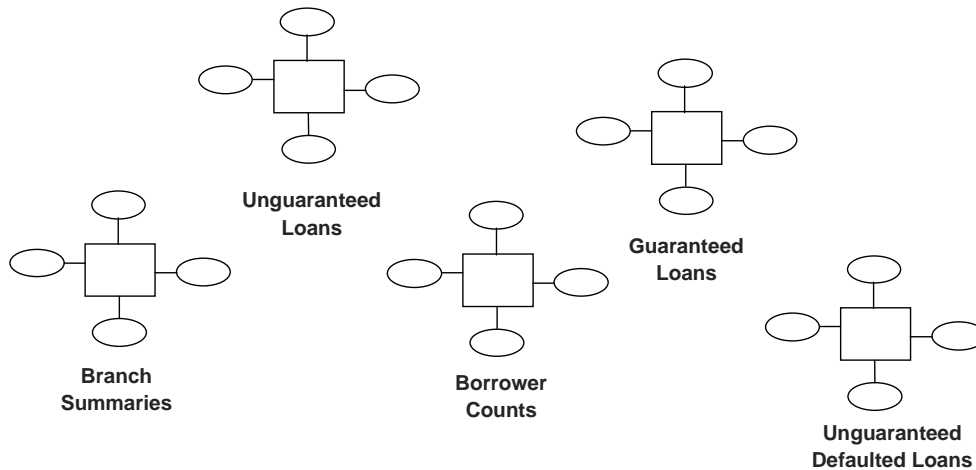 Unguaranteed
Loans
Guaranteed
Loans
Branch
Summaries
Borrower
Counts
Unguaranteed
Defaulted Loans